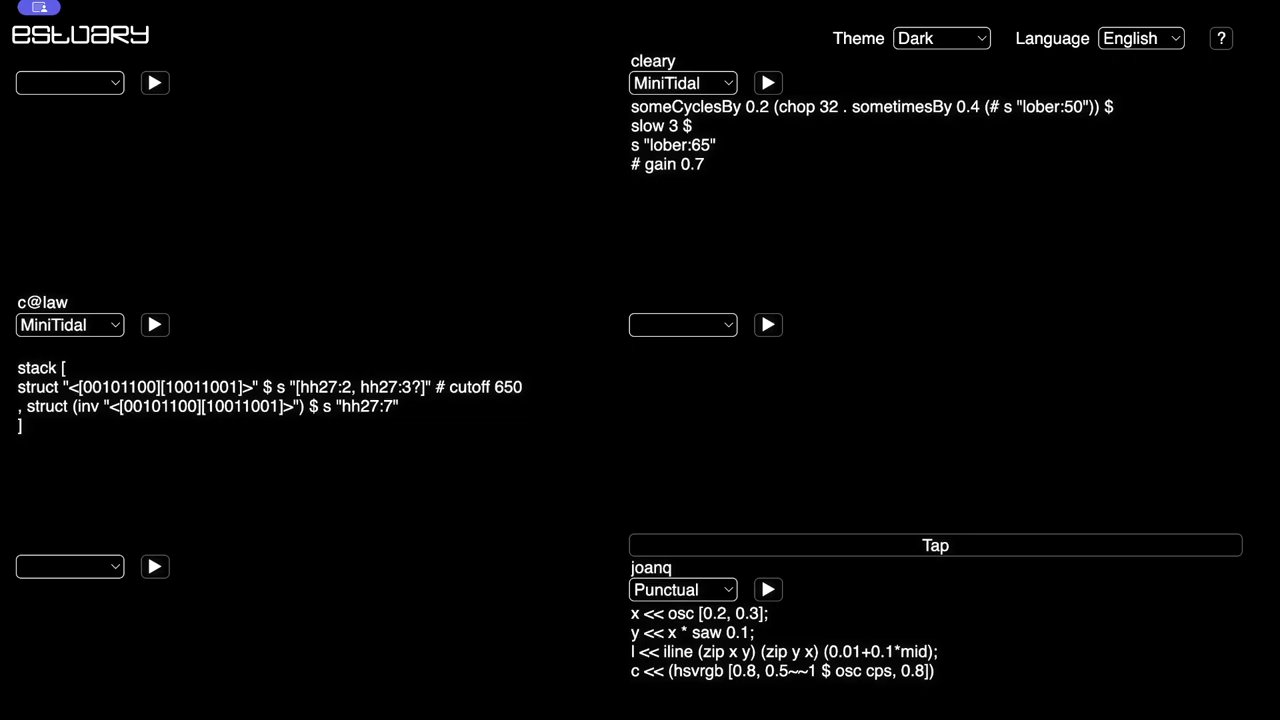 estuary
Theme Dark Language English ?
cleary
MiniTidal
someCyclesBy 0.2 (chop 32 . sometimesBy 0.4 (# s "lober:50")) $
slow 3 $
s "lober:65"
# gain 0.7
c@law
MiniTidal
stack [
struct "<[00101100][10011001]>" $ s "[hh27:2, hh27:3?]" # cutoff 650
, struct (inv "<[00101100][10011001]>") $ s "hh27:7"
]
Tap
joanq
Punctual
x << osc [0.2, 0.3];
y << x * saw 0.1;
l << iline (zip x y) (zip y x) (0.01+0.1*mid);
c << (hsvrgb [0.8, 0.5~~1 $ osc cps, 0.8])